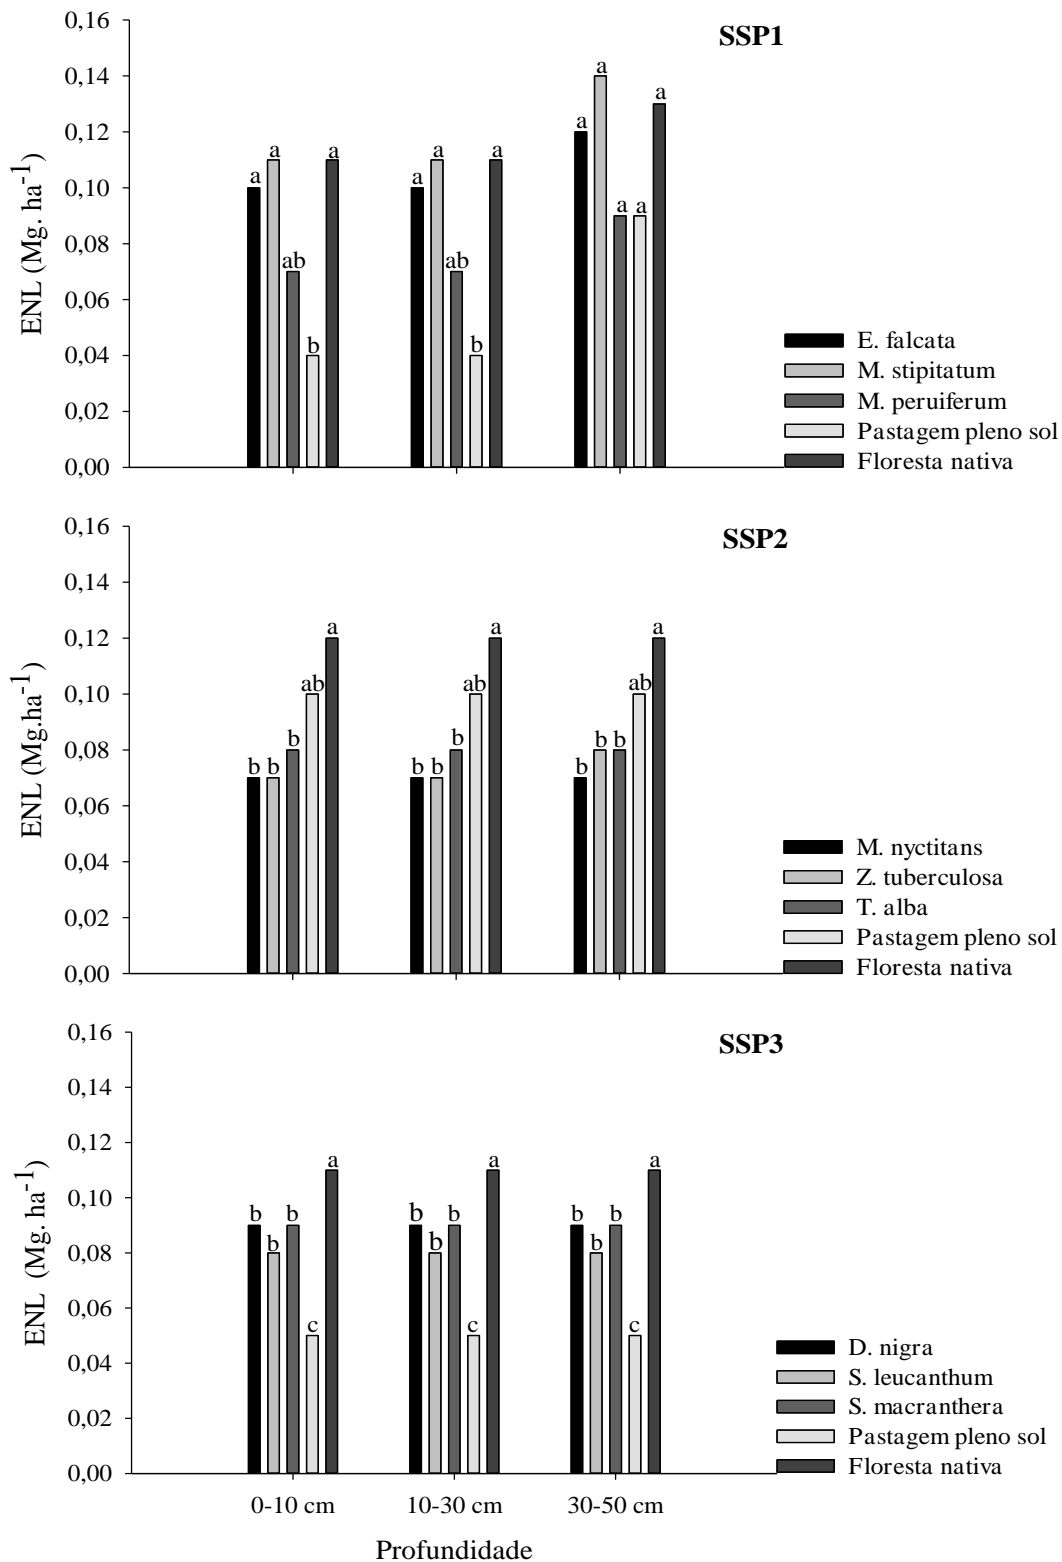 SSP1
ENL (Mg. ha-1)
0,16
0,14
0,12
0,10
0,08
0,06
0,04
0,02
0,00
a a ab b a
a a ab b a
a a a a a
E. falcata
M. stipitatum
M. peruiferum
Pastagem pleno sol
Floresta nativa
SSP2
ENL (Mg.ha-1)
0,16
0,14
0,12
0,10
0,08
0,06
0,04
0,02
0,00
b b b ab a
b b b ab a
b b b ab a
M. nyctitans
Z. tuberculosa
T. alba
Pastagem pleno sol
Floresta nativa
SSP3
ENL (Mg. ha-1)
0,16
0,14
0,12
0,10
0,08
0,06
0,04
0,02
0,00
b b b c a
b b b c a
b b b c a
D. nigra
S. leucanthum
S. macranthera
Pastagem pleno sol
Floresta nativa
0-10 cm 10-30 cm 30-50 cm
Profundidade